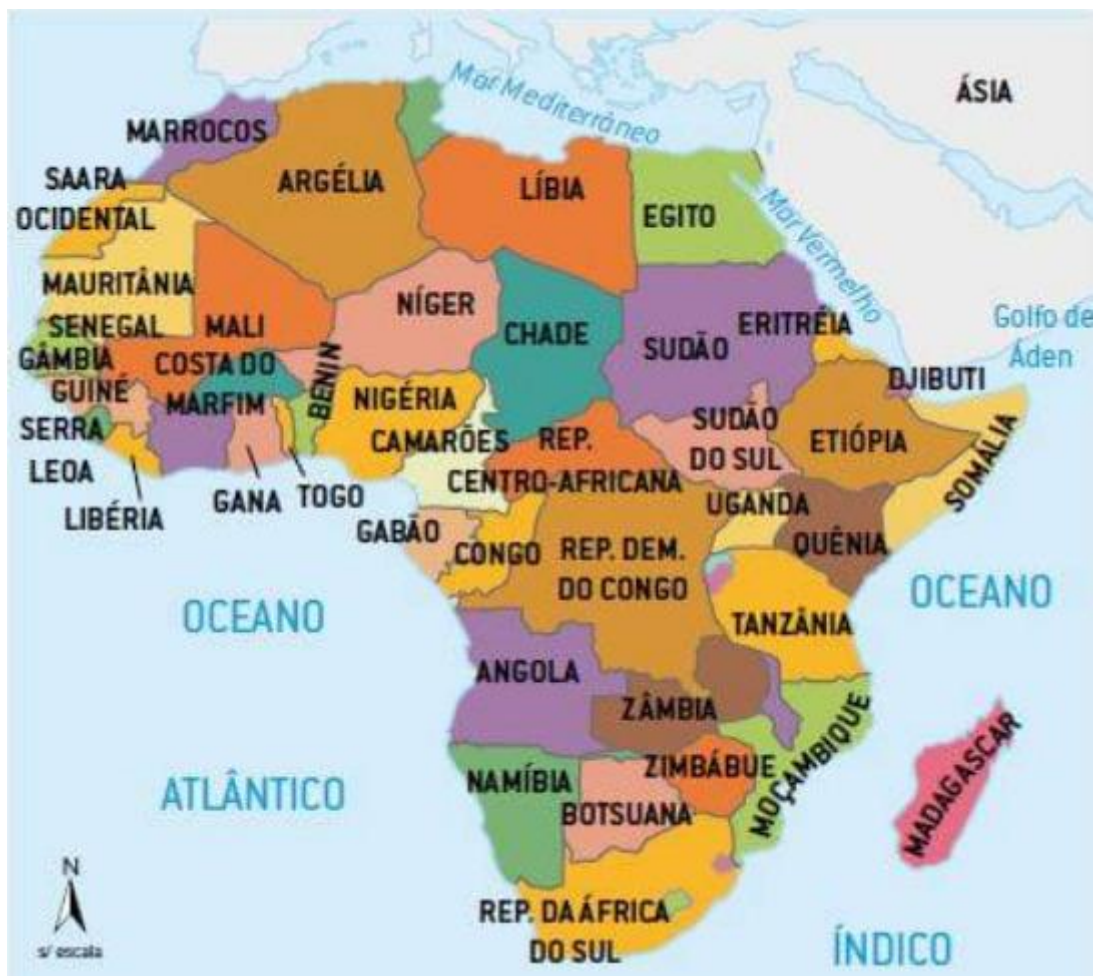 ÁSIA
Mar Mediterrâneo
MARROCOS
SAARA
OCIDENTAL
ARGÉLIA
LÍBIA
EGITO
Mar Vermelho
MAURITÂNIA
SENEGAL
GÂMBIA
GUINÉ
MALI
COSTA DO
MARFIM
NÍGER
CHADE
SUDÃO
ERITRÉIA
Golfo de
Áden
DJIBUTI
SERRA
LEOA
LIBÉRIA
GANA
TOGO
BENIN
NIGÉRIA
CAMARÕES
REP.
CENTRO-AFRICANA
SUDÃO
DO SUL
ETIÓPIA
SOMÁLIA
GABÃO
CONGO
REP. DEM.
DO CONGO
UGANDA
QUÊNIA
TANZÂNIA
OCEANO
ATLÂNTICO
OCEANO
ÍNDICO
ANGOLA
ZÂMBIA
MOÇAMBIQUE
MADAGASCAR
NAMÍBIA
BOTSUANA
ZIMBÁBUE
REP. DA ÁFRICA
DO SUL
N
s/ escala